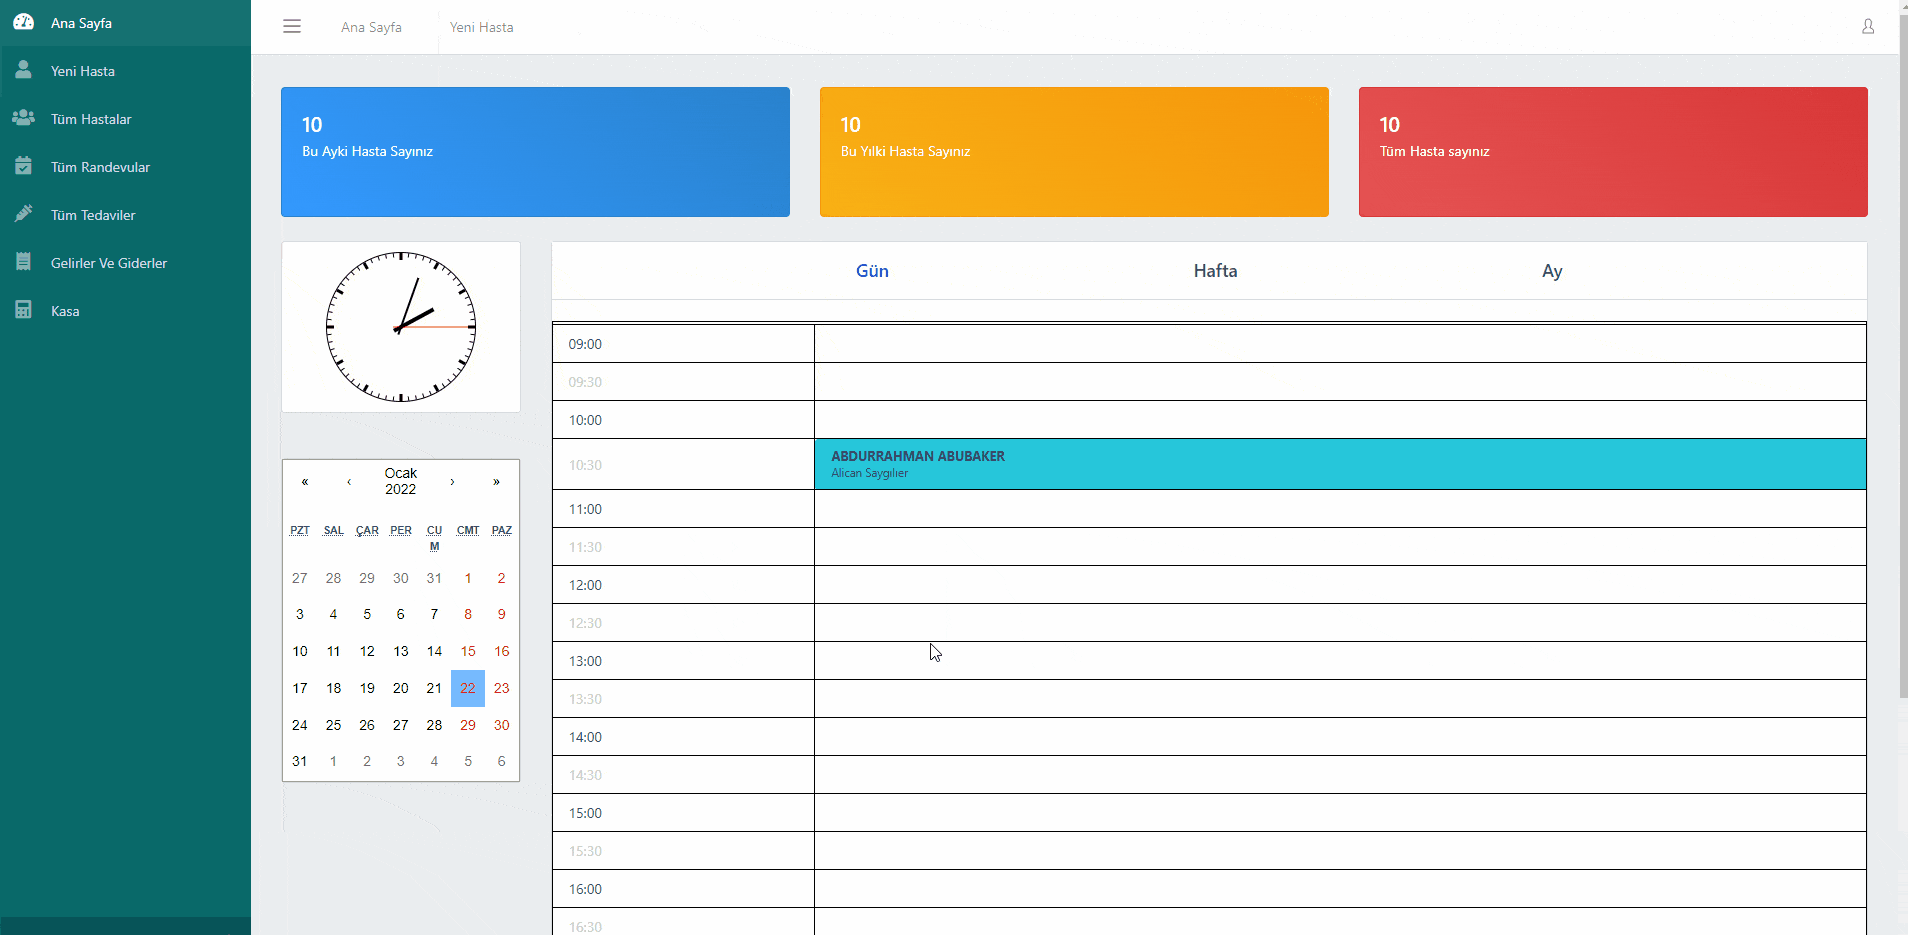 Ana Sayfa
Yeni Hasta
Tüm Hastalar
Tüm Randevular
Tüm Tedaviler
Gelirler Ve Giderler
Kasa
Ana Sayfa
Yeni Hasta
10
Bu Ayki Hasta Sayınız
10
Bu Yılki Hasta Sayınız
10
Tüm Hasta sayınız
« ‹ Ocak 2022 › »
PZT SAL ÇAR PER CUM CMT PAZ
27 28 29 30 31 1 2
3 4 5 6 7 8 9
10 11 12 13 14 15 16
17 18 19 20 21 22 23
24 25 26 27 28 29 30
31 1 2 3 4 5 6
Gün Hafta Ay
09:00
09:30
10:00
10:30
ABDURRAHMAN ABUBAKER
Alican Saygılıer
11:00
11:30
12:00
12:30
13:00
13:30
14:00
14:30
15:00
15:30
16:00
16:30